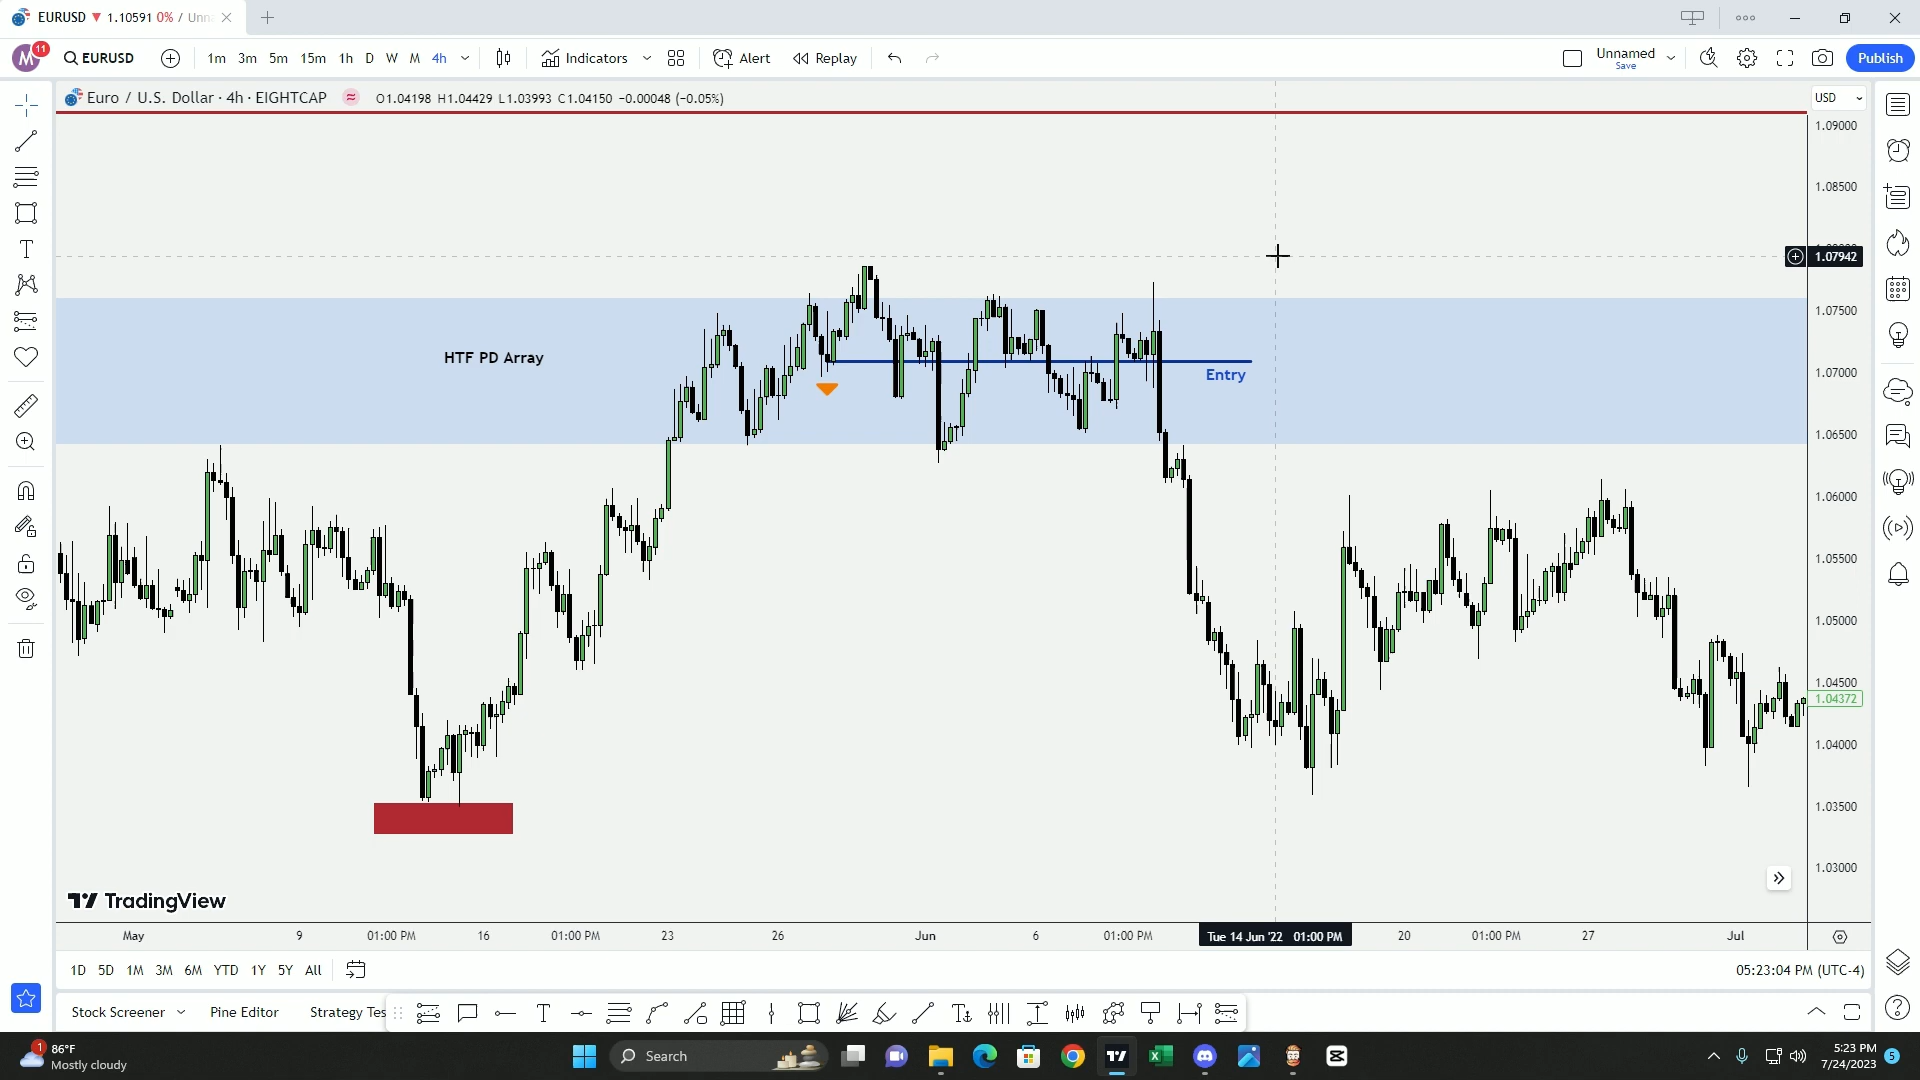 EURUSD ▼ 1.10591 0% / Unna
M 11 EURUSD 1m 3m 5m 15m 1h D W M 4h Indicators Alert Replay Unnamed Save Publish
Euro / U.S. Dollar · 4h · EIGHTCAP O1.04198 H1.04429 L1.03993 C1.04150 −0.00048 (−0.05%) USD
1.09000
1.08500
1.07942
1.07500
HTF PD Array
1.07000
Entry
1.06500
1.06000
1.05500
1.05000
1.04500
1.04372
1.04000
1.03500
1.03000
TradingView
May 9 01:00 PM 16 01:00 PM 23 26 Jun 6 01:00 PM Tue 14 Jun '22 01:00 PM 20 01:00 PM 27 Jul
1D 5D 1M 3M 6M YTD 1Y 5Y All 05:23:04 PM (UTC-4)
Stock Screener Pine Editor Strategy Tes
1 86°F Search 5:23 PM
Mostly cloudy 7/24/2023 5